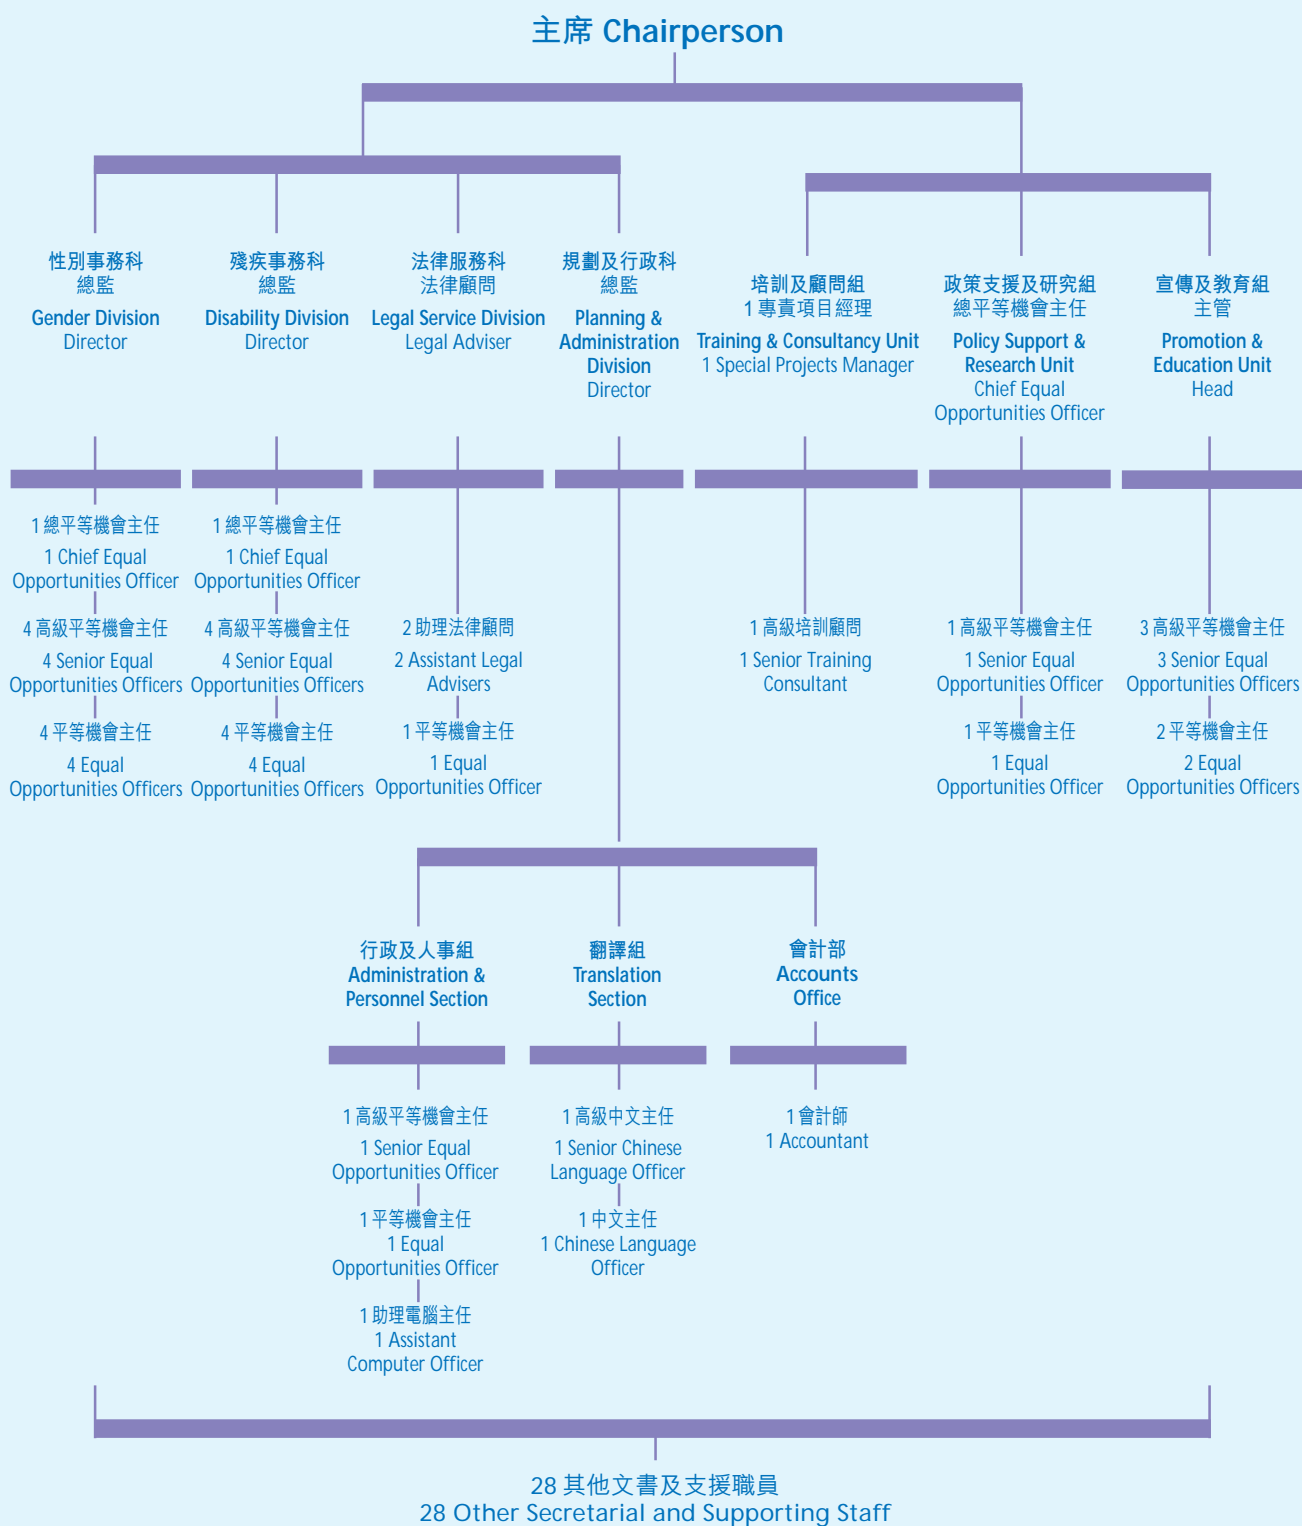 主席 Chairperson
性別事務科
總監
Gender Division
Director
殘疾事務科
總監
Disability Division
Director
法律服務科
法律顧問
Legal Service Division
Legal Adviser
規劃及行政科
總監
Planning &
Administration
Division
Director
培訓及顧問組
1 專責項目經理
Training & Consultancy Unit
1 Special Projects Manager
政策支援及研究組
總平等機會主任
Policy Support &
Research Unit
Chief Equal
Opportunities Officer
宣傳及教育組
主管
Promotion &
Education Unit
Head
1 總平等機會主任
1 Chief Equal
Opportunities Officer
4 高級平等機會主任
4 Senior Equal
Opportunities Officers
4 平等機會主任
4 Equal
Opportunities Officers
1 總平等機會主任
1 Chief Equal
Opportunities Officer
4 高級平等機會主任
4 Senior Equal
Opportunities Officers
4 平等機會主任
4 Equal
Opportunities Officers
2 助理法律顧問
2 Assistant Legal
Advisers
1 平等機會主任
1 Equal
Opportunities Officer
1 高級培訓顧問
1 Senior Training
Consultant
1 高級平等機會主任
1 Senior Equal
Opportunities Officer
1 平等機會主任
1 Equal
Opportunities Officer
3 高級平等機會主任
3 Senior Equal
Opportunities Officers
2 平等機會主任
2 Equal
Opportunities Officers
行政及人事組
Administration &
Personnel Section
翻譯組
Translation
Section
會計部
Accounts
Office
1 高級平等機會主任
1 Senior Equal
Opportunities Officer
1 平等機會主任
1 Equal
Opportunities Officer
1 助理電腦主任
1 Assistant
Computer Officer
1 高級中文主任
1 Senior Chinese
Language Officer
1 中文主任
1 Chinese Language
Officer
1 會計師
1 Accountant
28 其他文書及支援職員
28 Other Secretarial and Supporting Staff